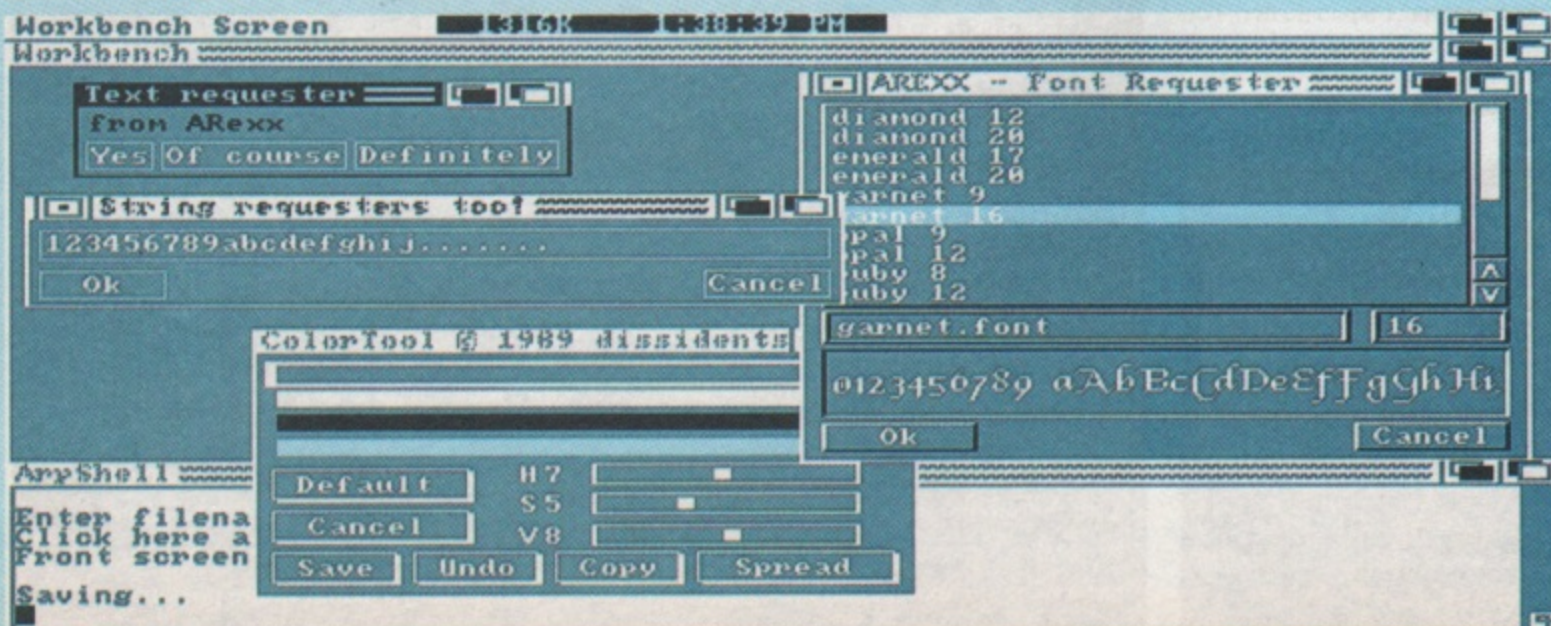 Workbench Screen
Workbench
Text requester
from ARexx
Yes Of course Definitely
String requesters too!
123456789abcdefghij.......
Ok Cancel
AREXX - Font Requester
diamond 12
diamond 20
emerald 17
emerald 20
garnet 9
garnet 16
opal 9
opal 12
ruby 8
ruby 12
garnet.font 16
0123456789 aAbBcCdDeEfFgGhHi
Ok Cancel
ColorTool © 1989 dissidents
Default
Cancel
H 7
S 5
V 8
Save Undo Copy Spread
ArpShell
Enter filena
Click here a
Front screen
Saving...